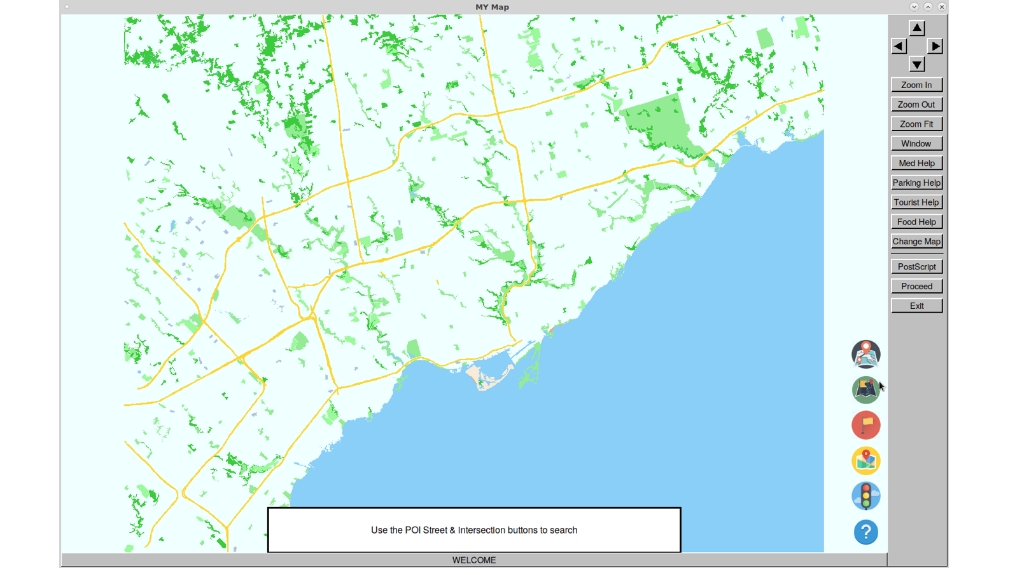 MY Map
Zoom In
Zoom Out
Zoom Fit
Window
Med Help
Parking Help
Tourist Help
Food Help
Change Map
PostScript
Proceed
Exit
?
Use the POI Street & Intersection buttons to search
WELCOME